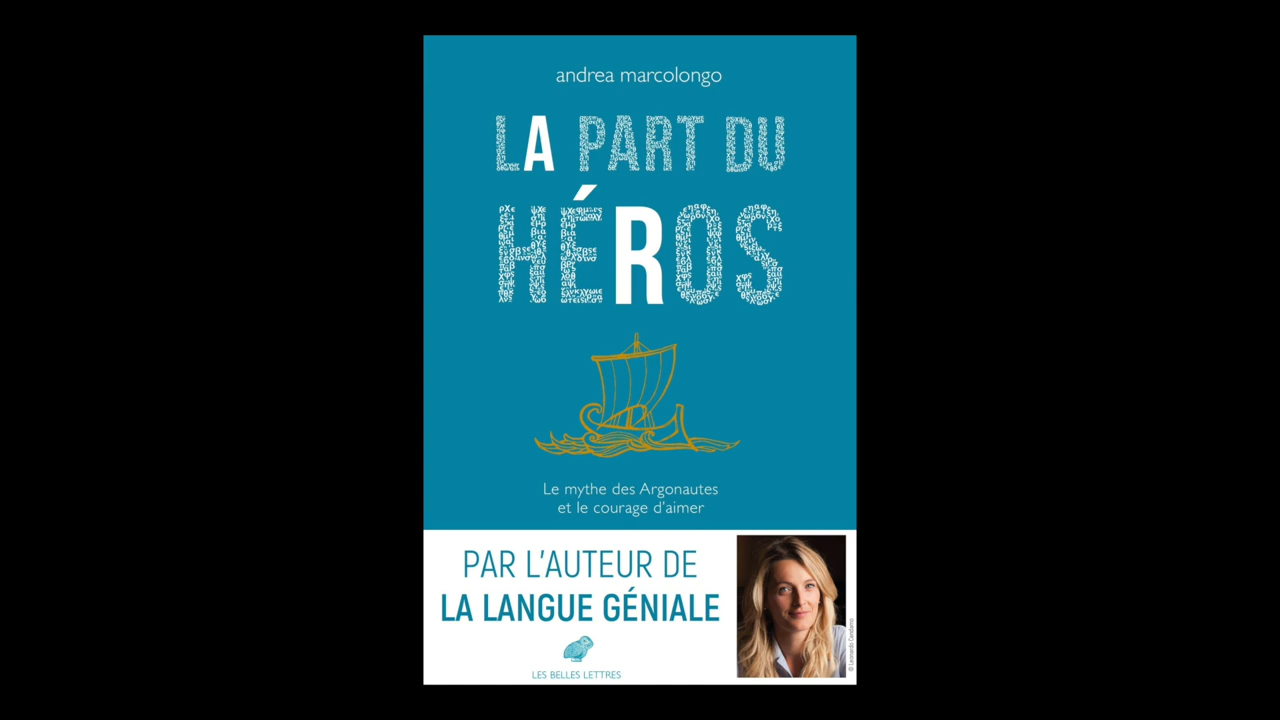 andrea marcolongo
LA PART DU
HÉROS
Le mythe des Argonautes
et le courage d'aimer
PAR L'AUTEUR DE
LA LANGUE GÉNIALE
LES BELLES LETTRES